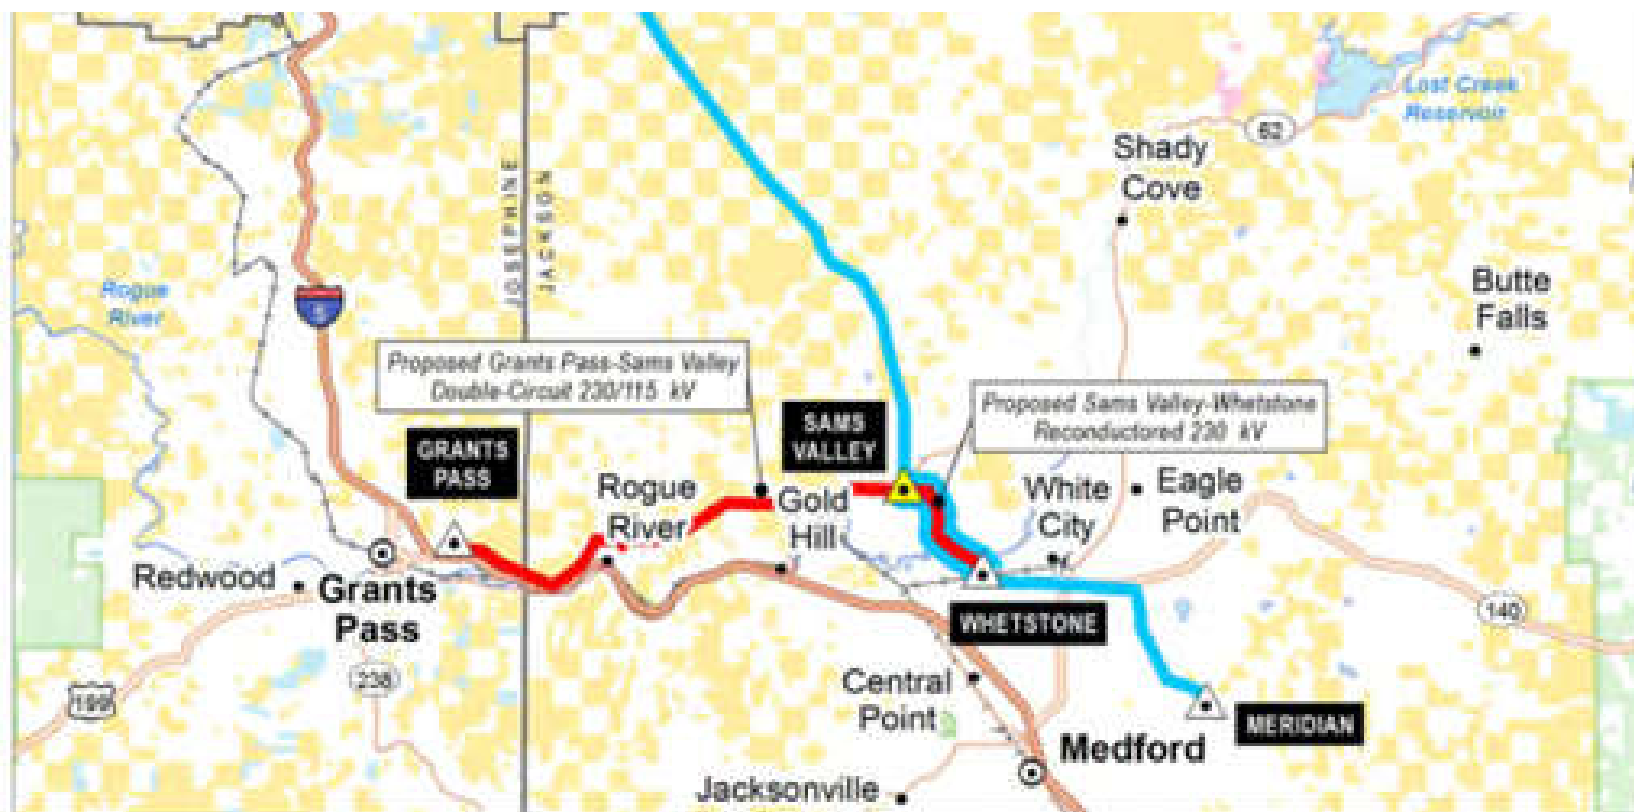 Lost Creek
Reservoir
62
Shady
Cove
JOSEPHINE
JACKSON
Butte
Falls
Rogue
River
5
Proposed Grants Pass-Sams Valley
Double-Circuit 230/115 kV
Proposed Sams Valley-Whetstone
Reconductored 230 kV
SAMS
VALLEY
GRANTS
PASS
Rogue
River
Gold
Hill
White
City
Eagle
Point
Redwood
Grants
Pass
WHETSTONE
140
238
199
Central
Point
MERIDIAN
Medford
Jacksonville